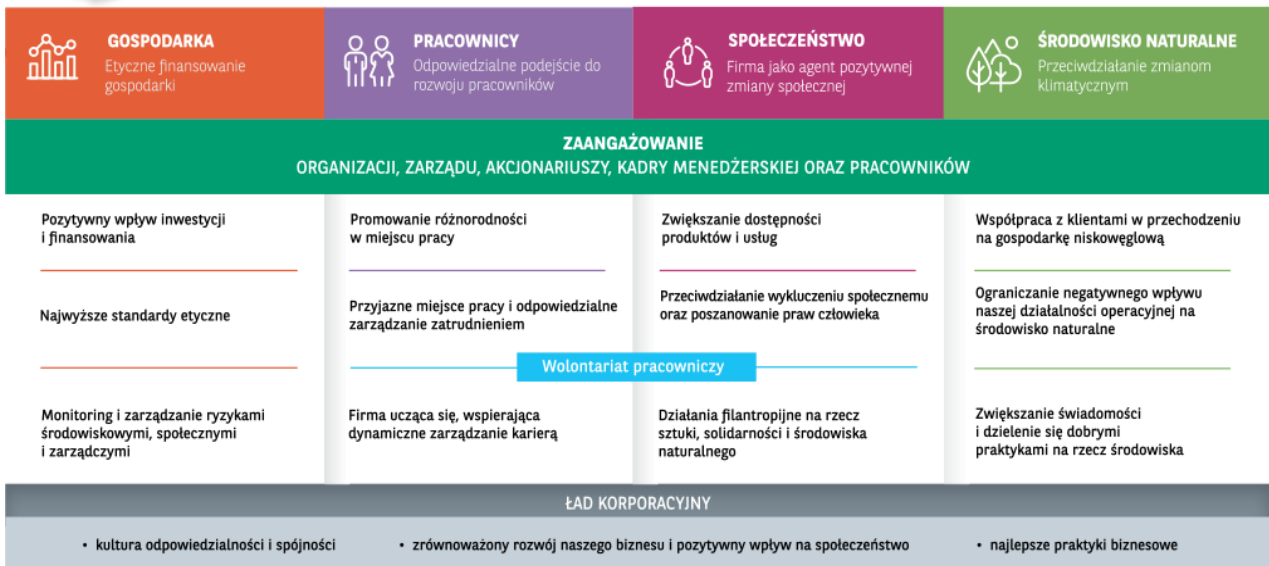 GOSPODARKA
Etyczne finansowanie
gospodarki
PRACOWNICY
Odpowiedzialne podejście do
rozwoju pracowników
SPOŁECZEŃSTWO
Firma jako agent pozytywnej
zmiany społecznej
ŚRODOWISKO NATURALNE
Przeciwdziałanie zmianom
klimatycznym
ZAANGAŻOWANIE
ORGANIZACJI, ZARZĄDU, AKCJONARIUSZY, KADRY MENEDŻERSKIEJ ORAZ PRACOWNIKÓW
Pozytywny wpływ inwestycji
i finansowania
Promowanie różnorodności
w miejscu pracy
Zwiększanie dostępności
produktów i usług
Współpraca z klientami w przechodzeniu
na gospodarkę niskowęglową
Najwyższe standardy etyczne
Przyjazne miejsce pracy i odpowiedzialne
zarządzanie zatrudnieniem
Przeciwdziałanie wykluczeniu społecznemu
oraz poszanowanie praw człowieka
Ograniczanie negatywnego wpływu
naszej działalności operacyjnej na
środowisko naturalne
Wolontariat pracowniczy
Monitoring i zarządzanie ryzykami
środowiskowymi, społecznymi
i zarządczymi
Firma ucząca się, wspierająca
dynamiczne zarządzanie karierą
Działania filantropijne na rzecz
sztuki, solidarności i środowiska
naturalnego
Zwiększanie świadomości
i dzielenie się dobrymi
praktykami na rzecz środowiska
ŁAD KORPORACYJNY
• kultura odpowiedzialności i spójności
• zrównoważony rozwój naszego biznesu i pozytywny wpływ na społeczeństwo
• najlepsze praktyki biznesowe